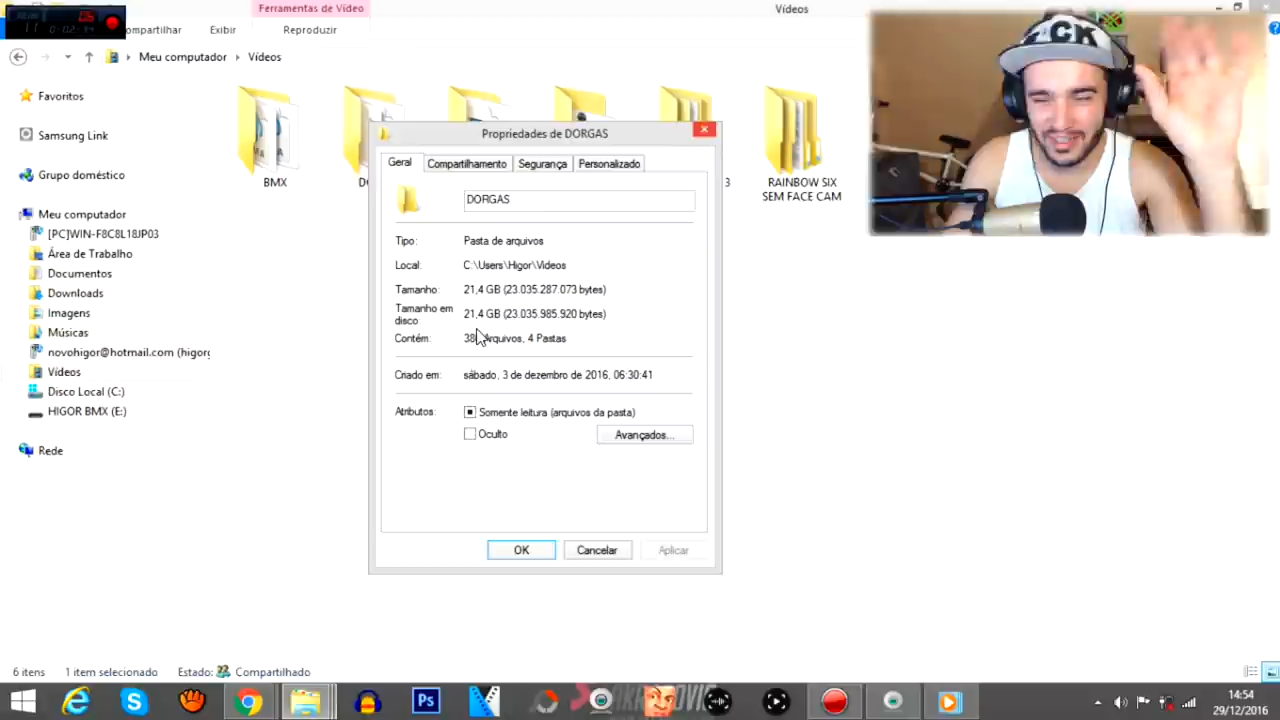 Ferramentas de Vídeo
Vídeos
ompartilhar
Exibir
Reproduzir
Meu computador
Vídeos
Favoritos
Samsung Link
Grupo doméstico
Meu computador
[PC]WIN-F8C8L18JP03
Área de Trabalho
Documentos
Downloads
Imagens
Músicas
novohigor@hotmail.com (higorg
Vídeos
Disco Local (C:)
HIGOR BMX (E:)
Rede
BMX
RAINBOW SIX
SEM FACE CAM
Propriedades de DORGAS
Geral
Compartilhamento
Segurança
Personalizado
DORGAS
Tipo:
Pasta de arquivos
Local:
C:\Users\Higor\Videos
Tamanho:
21,4 GB (23.035.287.073 bytes)
Tamanho em
disco:
21,4 GB (23.035.985.920 bytes)
Contém:
Arquivos, 4 Pastas
Criado em:
sábado, 3 de dezembro de 2016, 06:30:41
Atributos:
Somente leitura (arquivos da pasta)
Oculto
Avançados...
OK
Cancelar
Aplicar
6 itens
1 item selecionado
Estado:
Compartilhado
Ps
14:54
29/12/2016